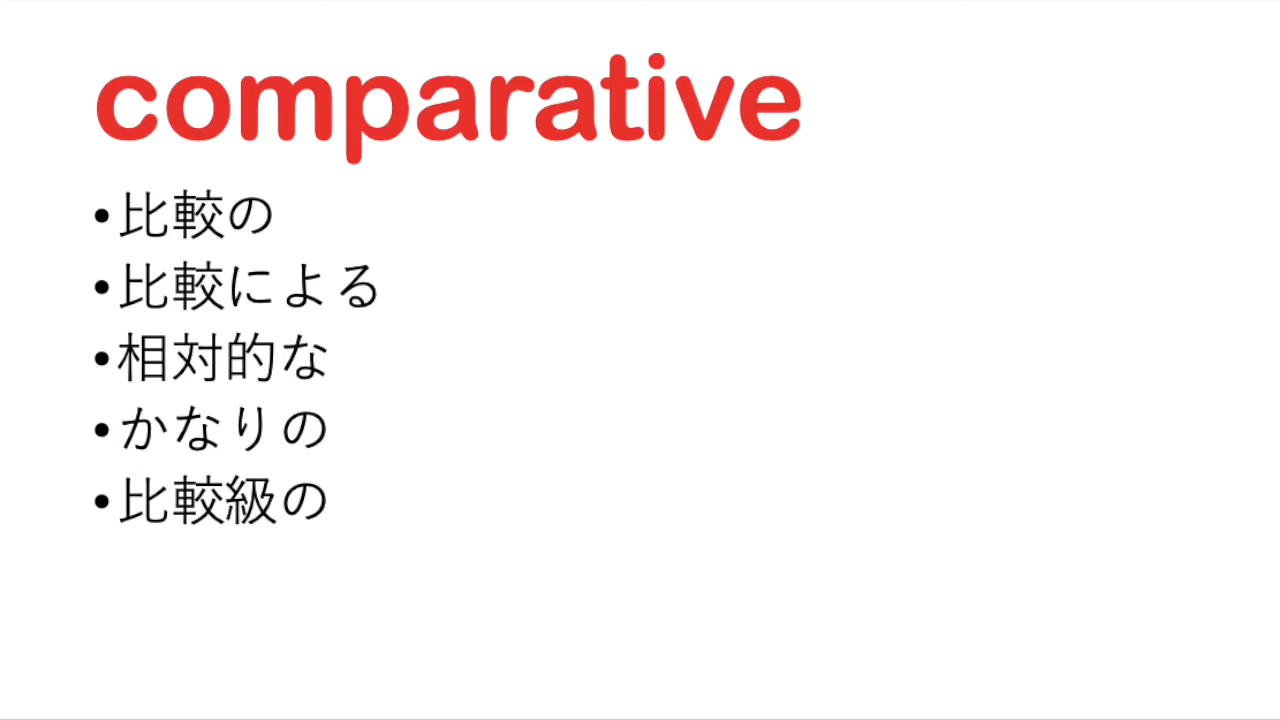 comparative
•比較の
•比較による
•相対的な
•かなりの
•比較級の